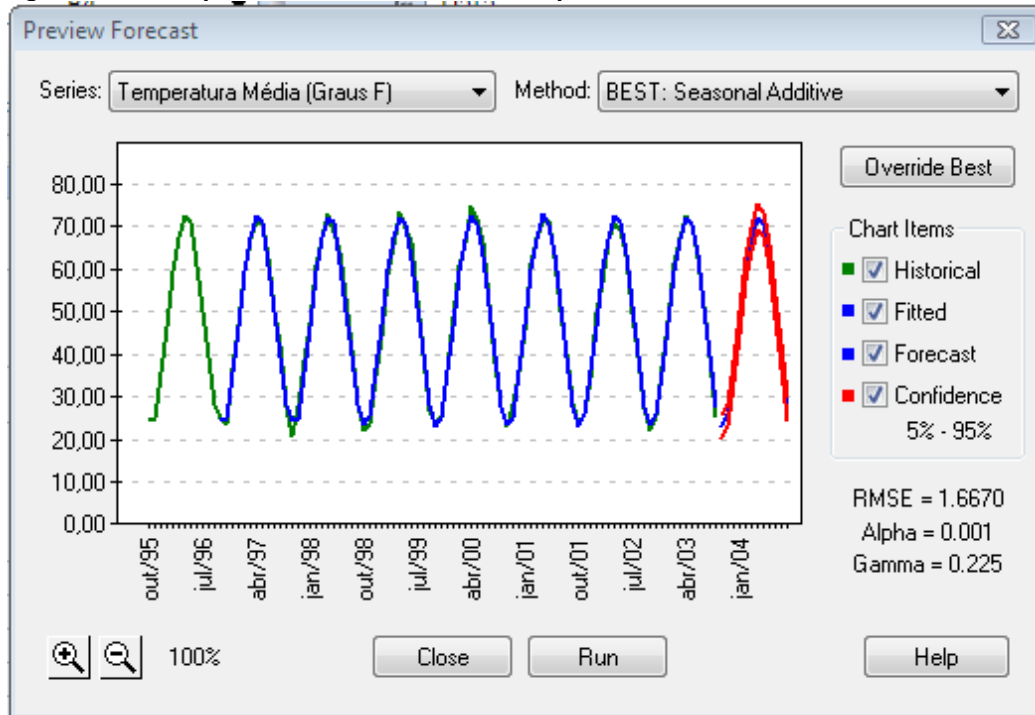 Preview Forecast
Series: Temperatura Média (Graus F) Method: BEST: Seasonal Additive
Override Best
Chart Items
Historical
Fitted
Forecast
Confidence
5% - 95%
RMSE = 1.6670
Alpha = 0.001
Gamma = 0.225
80,00
70,00
60,00
50,00
40,00
30,00
20,00
10,00
0,00
out/95
jul/96
abr/97
jan/98
out/98
jul/99
abr/00
jan/01
out/01
jul/02
abr/03
jan/04
100% Close Run Help